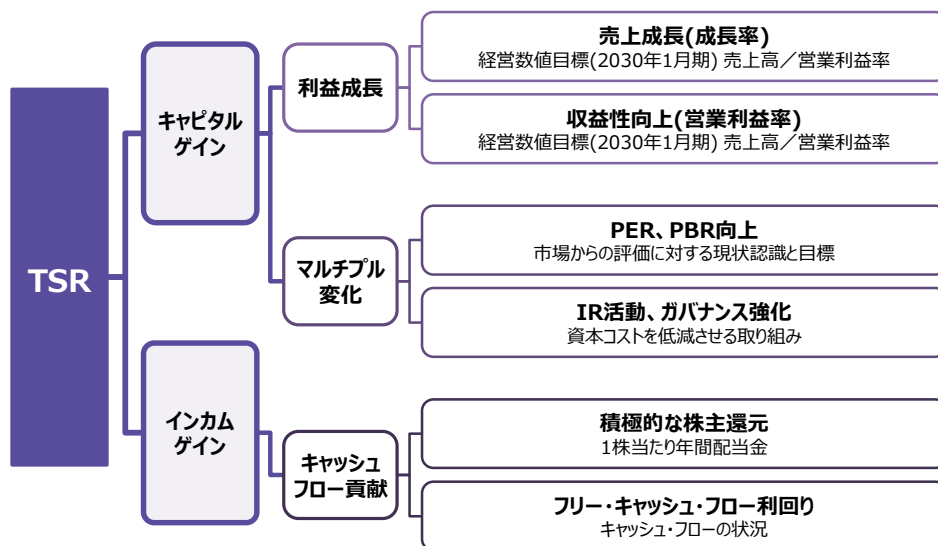 TSR
キャピタル
ゲイン
利益成長
売上成長(成長率)
経営数値目標(2030年1月期) 売上高／営業利益率
収益性向上(営業利益率)
経営数値目標(2030年1月期) 売上高／営業利益率
マルチプル
変化
PER、PBR向上
市場からの評価に対する現状認識と目標
IR活動、ガバナンス強化
資本コストを低減させる取り組み
インカム
ゲイン
キャッシュ
フロー貢献
積極的な株主還元
1株当たり年間配当金
フリー・キャッシュ・フロー利回り
キャッシュ・フローの状況